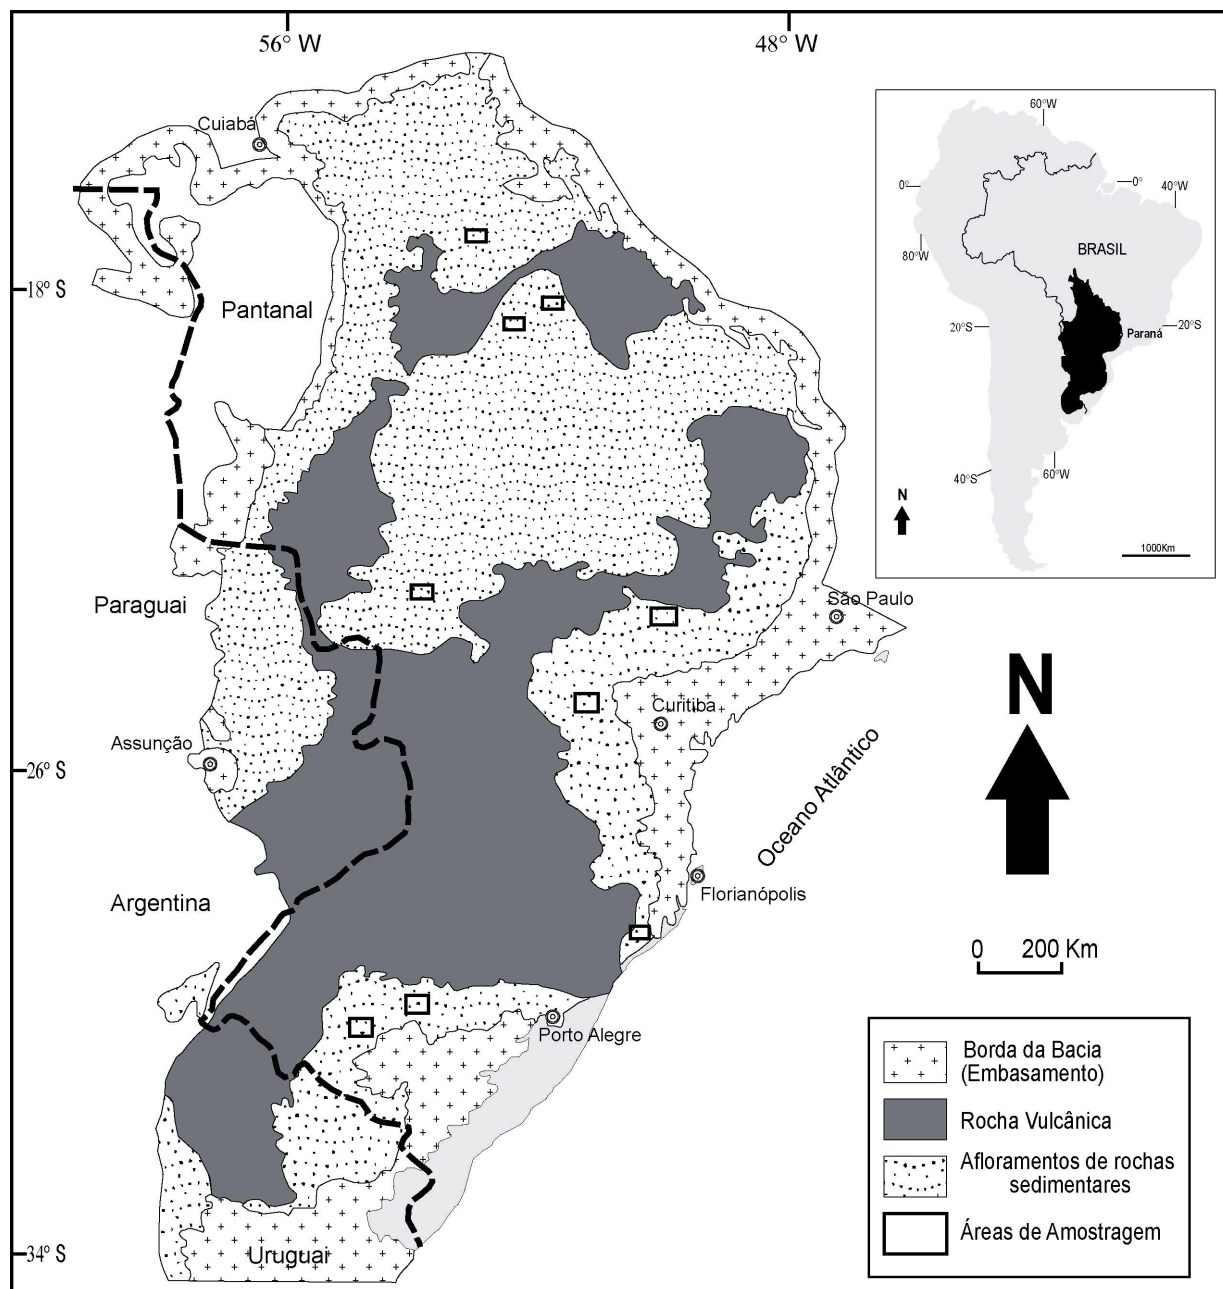 56° W
48° W
Cuiabá
18° S
Pantanal
Paraguai
São Paulo
Curitiba
Assunção
26° S
Oceano Atlântico
Florianópolis
Argentina
Porto Alegre
34° S
Uruguai
60°W
0°
0°
40°W
80°W
BRASIL
20°S
Paraná
20°S
40°S
60°W
N
1000Km
N
0 200 Km
Borda da Bacia
(Embasamento)
Rocha Vulcânica
Afloramentos de rochas
sedimentares
Áreas de Amostragem